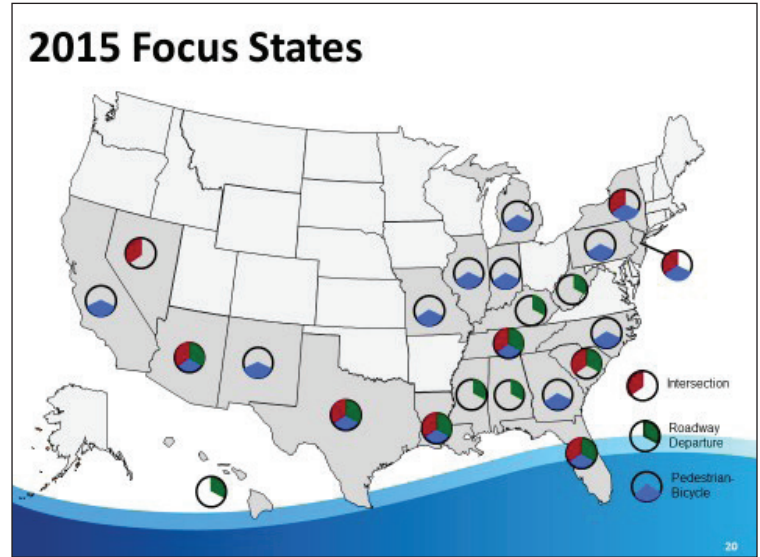 2015 Focus States
Intersection
Roadway
Departure
Pedestrian-
Bicycle
20